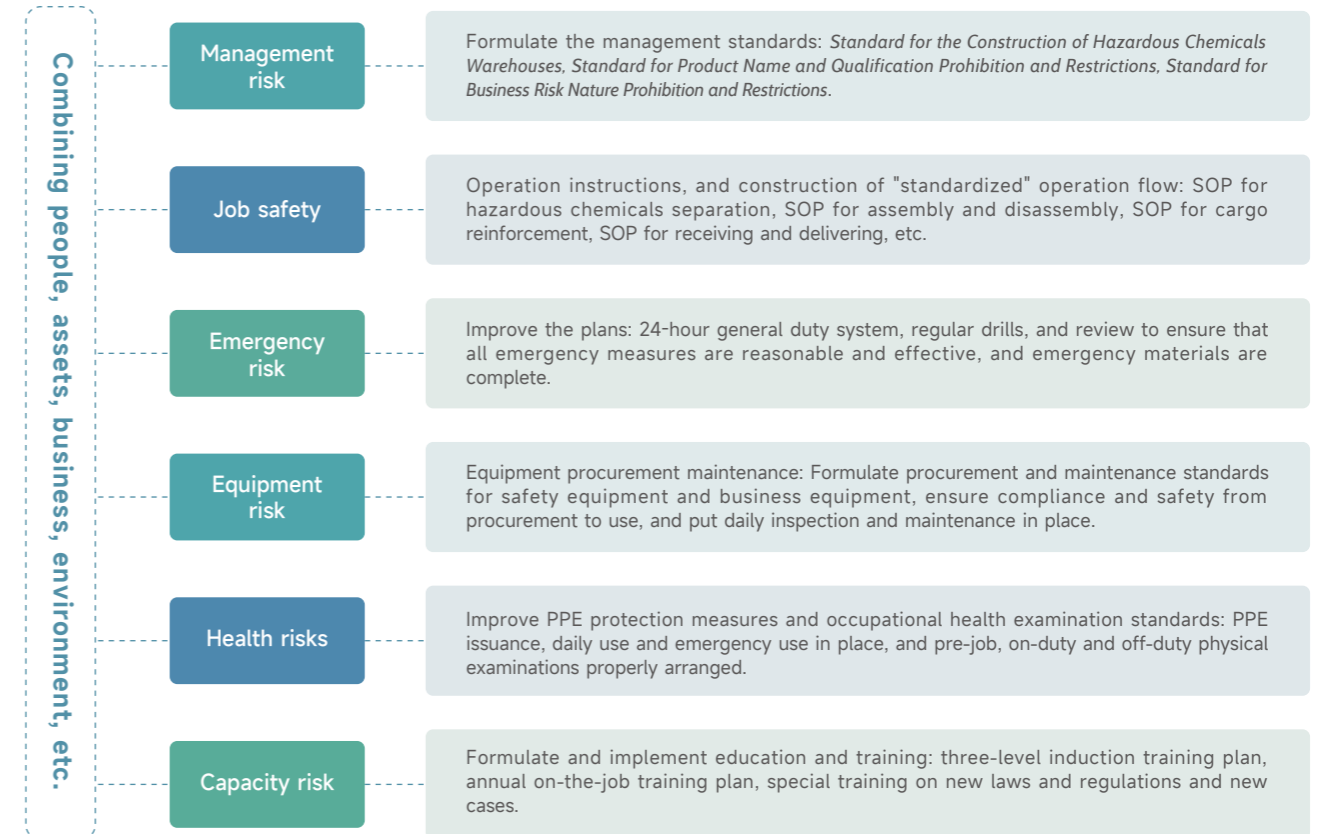 Combining people, assets, business, environment, etc.
Management
risk
Formulate the management standards: Standard for the Construction of Hazardous Chemicals
Warehouses, Standard for Product Name and Qualification Prohibition and Restrictions, Standard for
Business Risk Nature Prohibition and Restrictions.
Job safety
Operation instructions, and construction of "standardized" operation flow: SOP for
hazardous chemicals separation, SOP for assembly and disassembly, SOP for cargo
reinforcement, SOP for receiving and delivering, etc.
Emergency
risk
Improve the plans: 24-hour general duty system, regular drills, and review to ensure that
all emergency measures are reasonable and effective, and emergency materials are
complete.
Equipment
risk
Equipment procurement maintenance: Formulate procurement and maintenance standards
for safety equipment and business equipment, ensure compliance and safety from
procurement to use, and put daily inspection and maintenance in place.
Health risks
Improve PPE protection measures and occupational health examination standards: PPE
issuance, daily use and emergency use in place, and pre-job, on-duty and off-duty physical
examinations properly arranged.
Capacity risk
Formulate and implement education and training: three-level induction training plan,
annual on-the-job training plan, special training on new laws and regulations and new
cases.